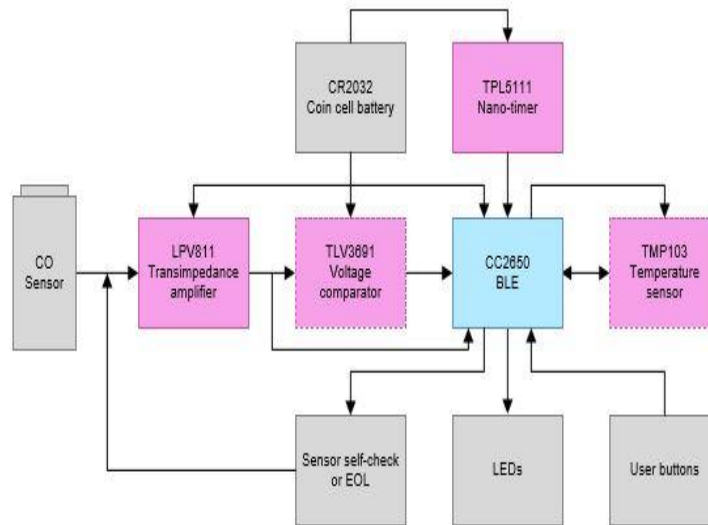 CR2032
Coin cell battery
TPL5111
Nano-timer
CO
Sensor
LPV811
Transimpedance
amplifier
TLV3691
Voltage
comparator
CC2650
BLE
TMP103
Temperature
sensor
Sensor self-check
or EOL
LEDs
User buttons